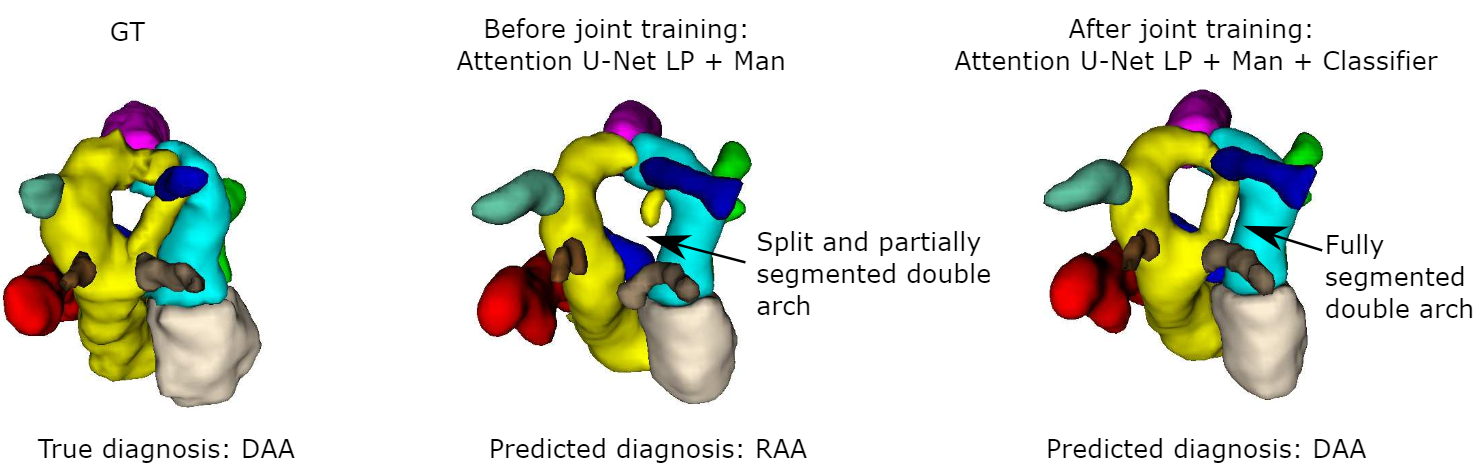 GT
Before joint training:
Attention U-Net LP + Man
After joint training:
Attention U-Net LP + Man + Classifier
Split and partially
segmented double
arch
Fully
segmented
double arch
True diagnosis: DAA
Predicted diagnosis: RAA
Predicted diagnosis: DAA